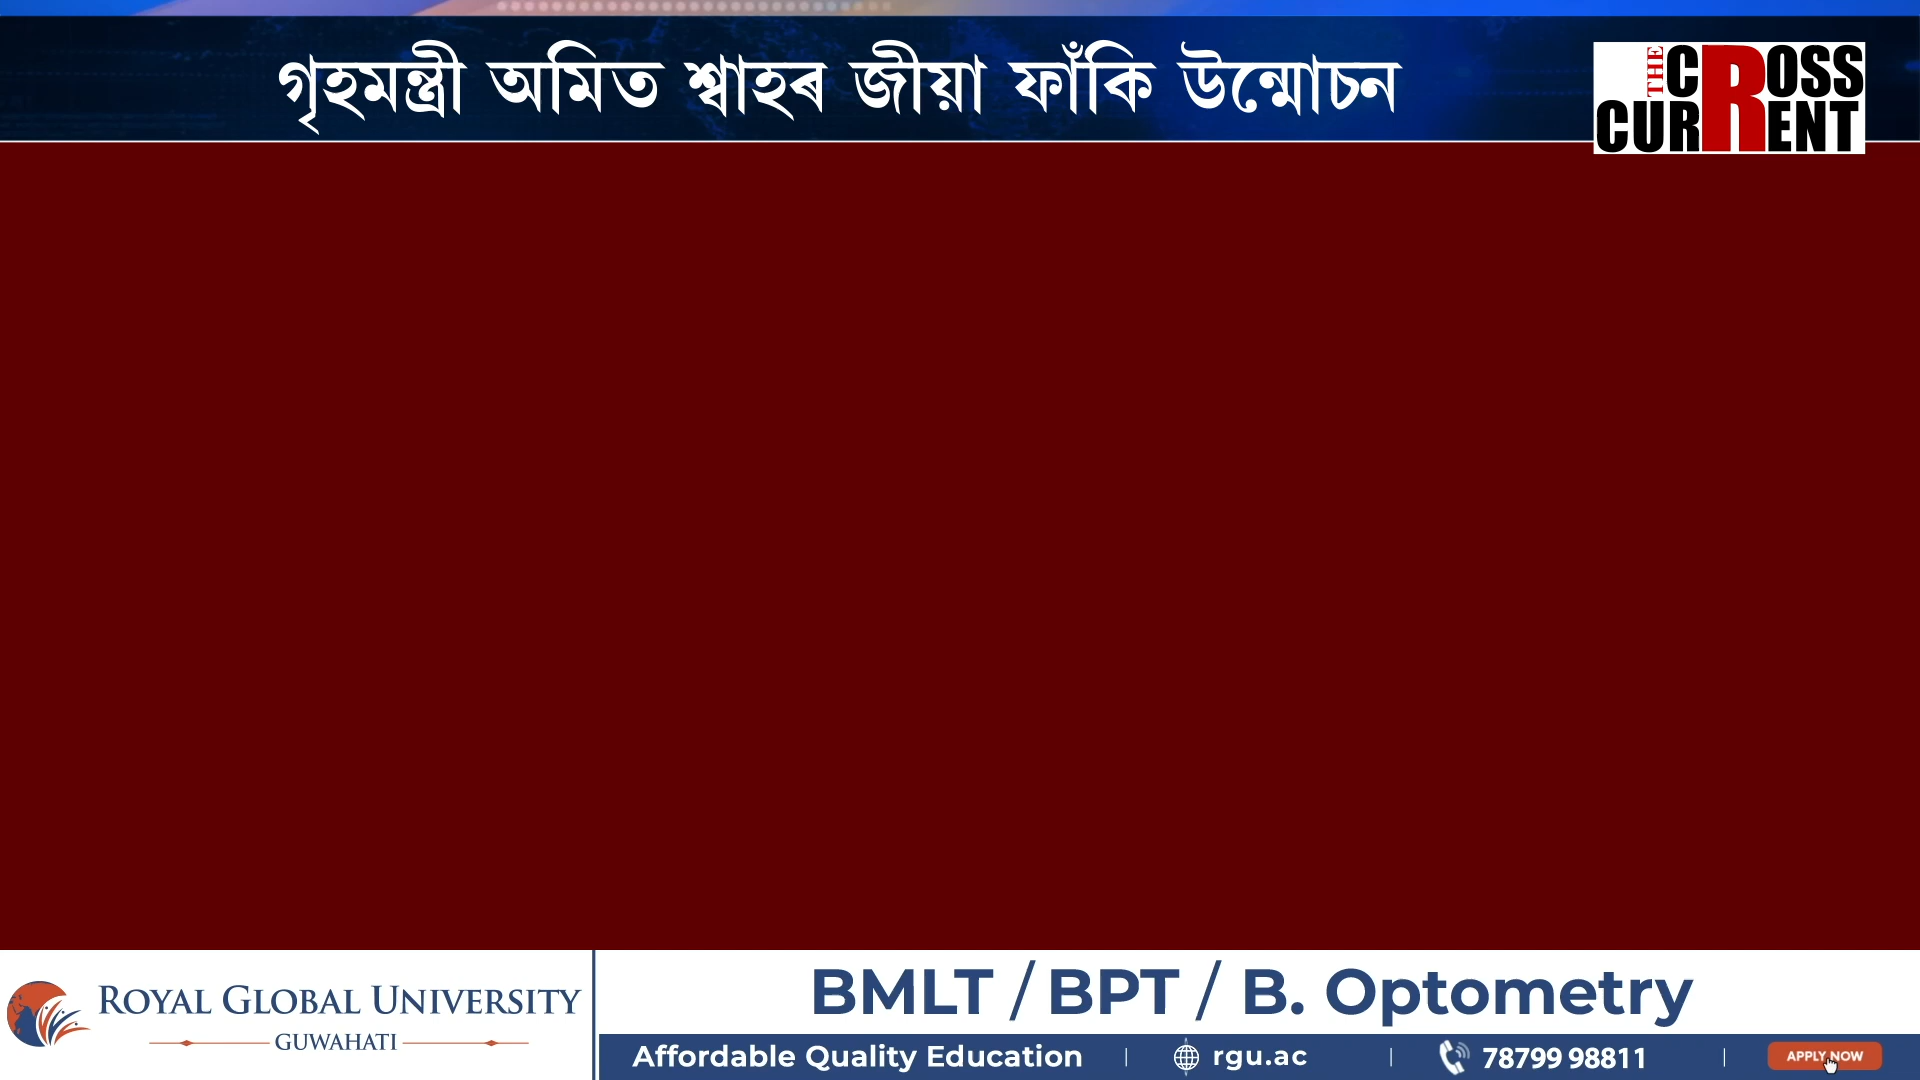 গৃহমন্ত্ৰী অমিত শ্বাহৰ জীয়া ফাঁকি উন্মোচন
THE CROSS
CURRENT
ROYAL GLOBAL UNIVERSITY
GUWAHATI
BMLT / BPT / B. Optometry
Affordable Quality Education | rgu.ac | 78799 98811 | APPLY NOW